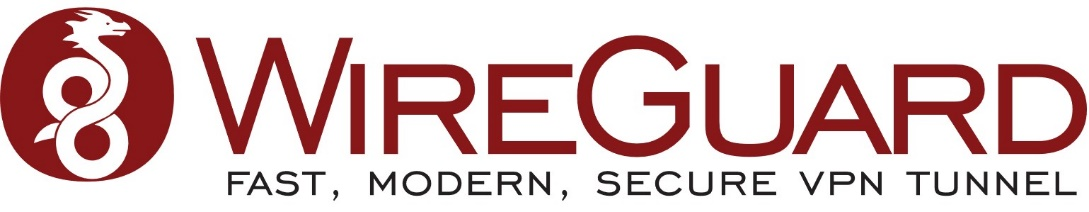 WIREGUARD
FAST, MODERN, SECURE VPN TUNNEL